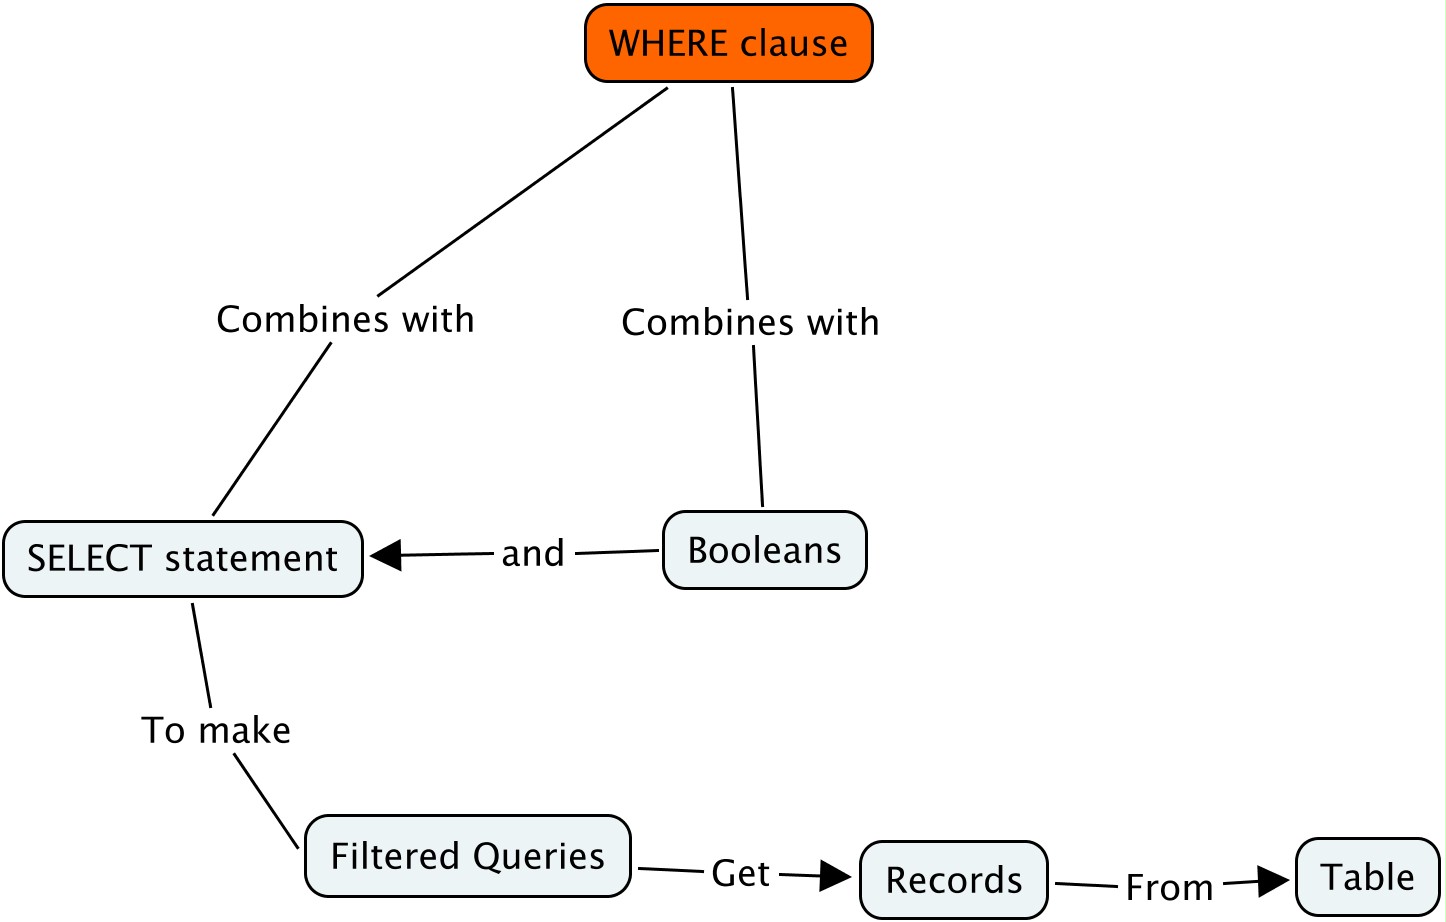 WHERE clause
Combines with
Combines with
SELECT statement
and
Booleans
To make
Filtered Queries
Get
Records
From
Table